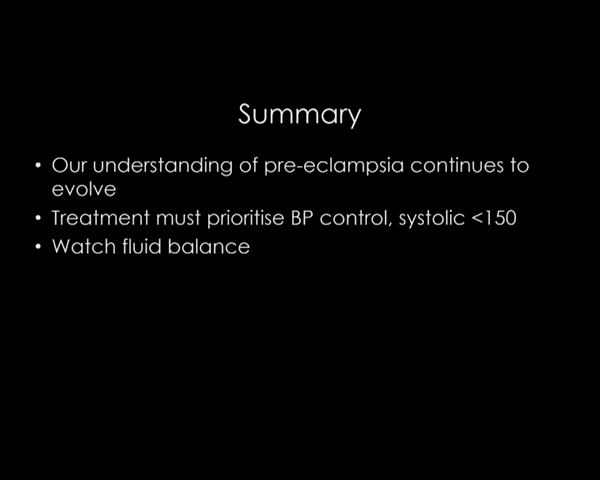 Summary
• Our understanding of pre-eclampsia continues to
evolve
• Treatment must prioritise BP control, systolic <150
• Watch fluid balance